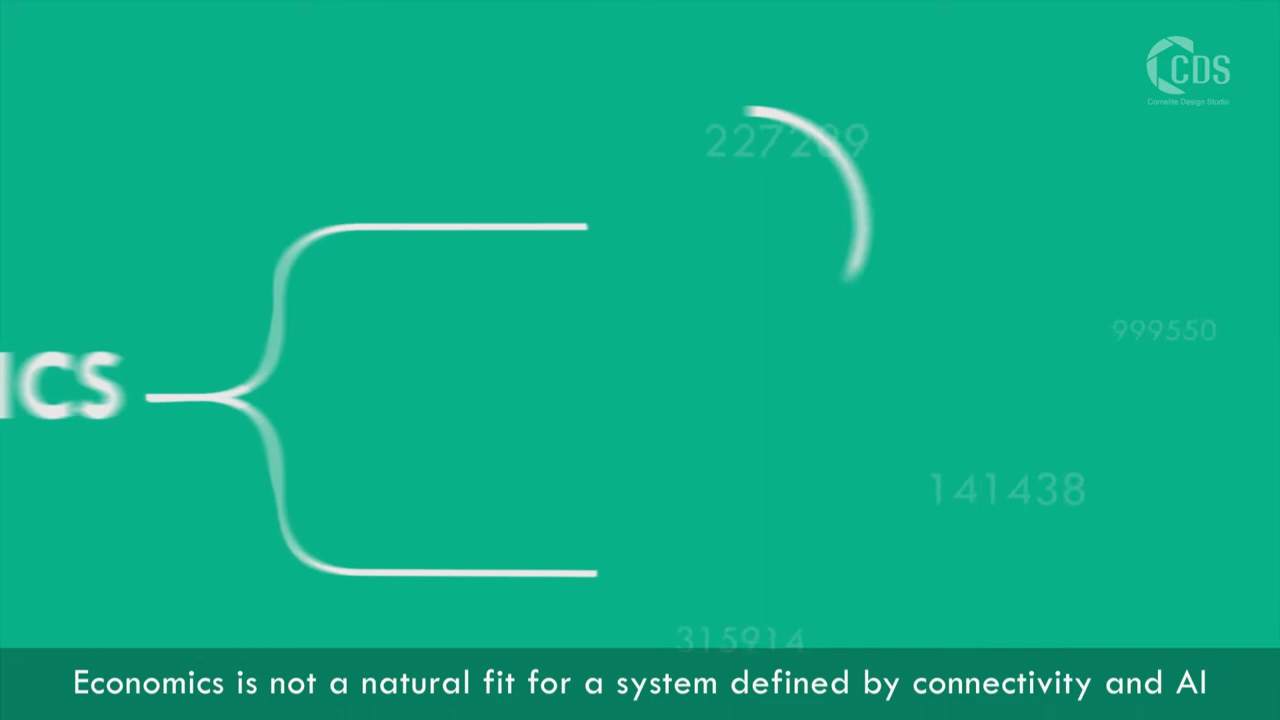 CDS
Cornelite Design Studio
999550
ICS
141438
315914
Economics is not a natural fit for a system defined by connectivity and AI